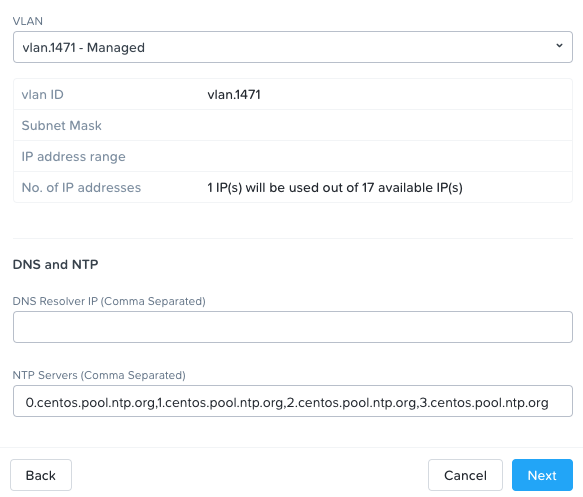 VLAN
vlan.1471 - Managed
vlan ID vlan.1471
Subnet Mask
IP address range
No. of IP addresses 1 IP(s) will be used out of 17 available IP(s)
DNS and NTP
DNS Resolver IP (Comma Separated)
NTP Servers (Comma Separated)
0.centos.pool.ntp.org,1.centos.pool.ntp.org,2.centos.pool.ntp.org,3.centos.pool.ntp.org
Back Cancel Next